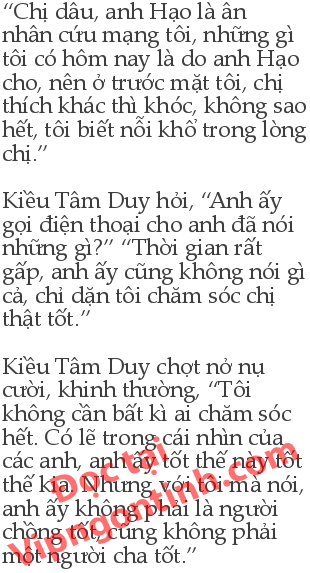 “Chị dâu, anh Hạo là ân
nhân cứu mạng tôi, những gì
tôi có hôm nay là do anh Hạo
cho, nên ở trước mặt tôi, chị
thích khác thì khóc, không sao
hết, tôi biết nỗi khổ trong lòng
chị.”
Kiều Tâm Duy hỏi, “Anh ấy
gọi điện thoại cho anh đã nói
những gì?” “Thời gian rất
gấp, anh ấy cũng không nói gì
cả, chỉ dặn tôi chăm sóc chị
thật tốt.”
Kiều Tâm Duy chợt nở nụ
cười, khinh thường, “Tôi
không cần bất kì ai chăm sóc
hết. Có lẽ trong cái nhìn của
các anh, anh ấy tốt thế này tốt
thế kia. Nhưng với tôi mà nói,
anh ấy không phải là người
chồng tốt, cũng không phải
một người cha tốt.”
Đọc tại
Vipngontinh.com